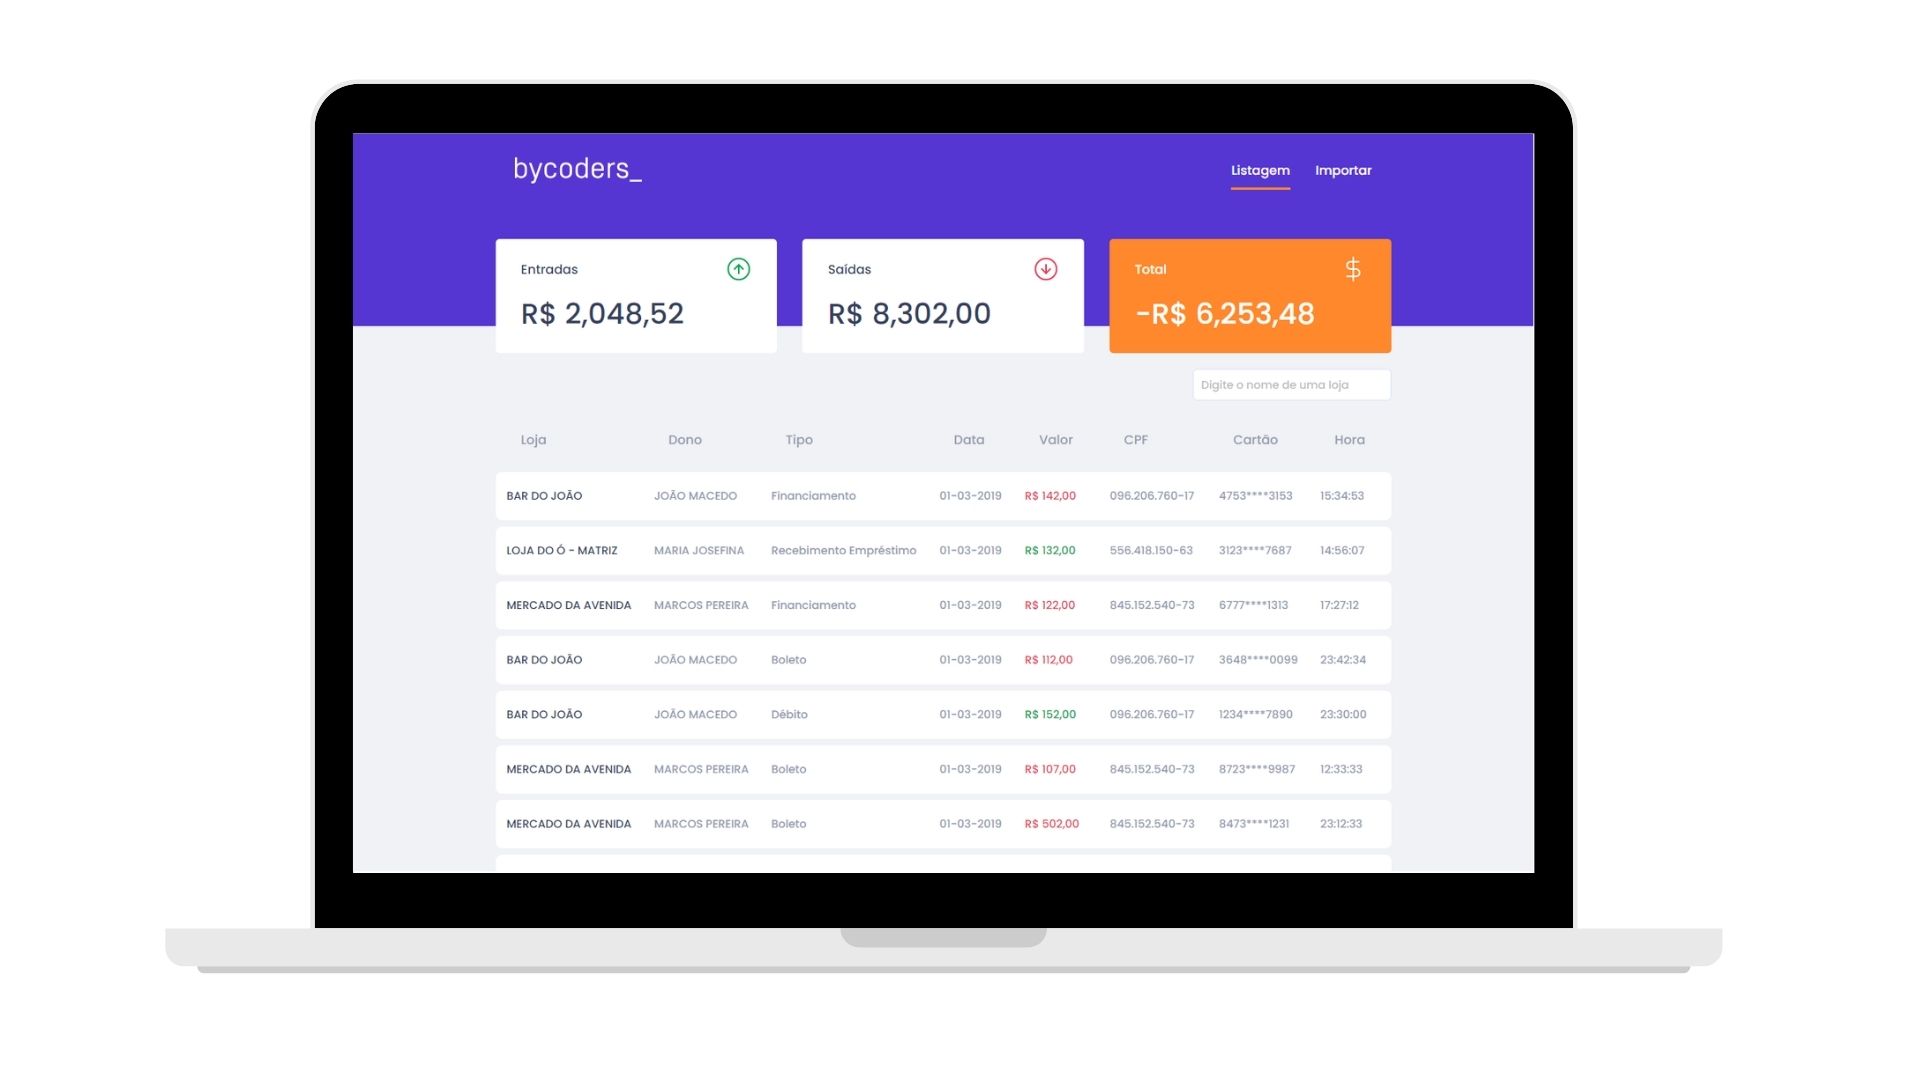 bycoders_ Listagem Importar
Entradas Saídas Total $
R$ 2,048,52 R$ 8,302,00 -R$ 6,253,48
Digite o nome de uma loja
Loja Dono Tipo Data Valor CPF Cartão Hora
BAR DO JOÃO JOÃO MACEDO Financiamento 01-03-2019 R$ 142,00 096.206.760-17 4753****3153 15:34:53
LOJA DO Ó - MATRIZ MARIA JOSEFINA Recebimento Empréstimo 01-03-2019 R$ 132,00 556.418.150-63 3123****7687 14:56:07
MERCADO DA AVENIDA MARCOS PEREIRA Financiamento 01-03-2019 R$ 122,00 845.152.540-73 6777****1313 17:27:12
BAR DO JOÃO JOÃO MACEDO Boleto 01-03-2019 R$ 112,00 096.206.760-17 3648****0099 23:42:34
BAR DO JOÃO JOÃO MACEDO Débito 01-03-2019 R$ 152,00 096.206.760-17 1234****7890 23:30:00
MERCADO DA AVENIDA MARCOS PEREIRA Boleto 01-03-2019 R$ 107,00 845.152.540-73 8723****9987 12:33:33
MERCADO DA AVENIDA MARCOS PEREIRA Boleto 01-03-2019 R$ 502,00 845.152.540-73 8473****1231 23:12:33